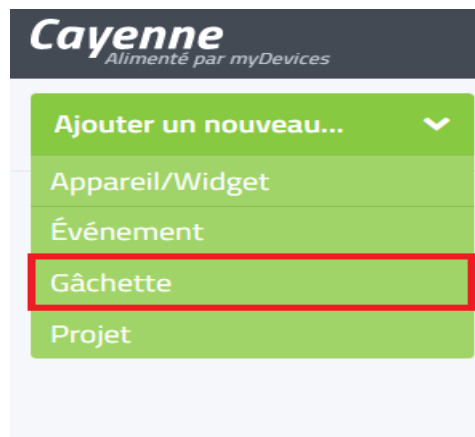 Cayenne
Alimenté par myDevices
Ajouter un nouveau...
Appareil/Widget
Événement
Gâchette
Projet